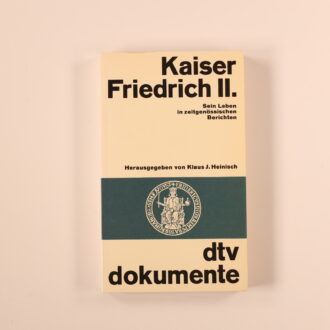 Kaiser
Friedrich II.
Sein Leben
in zeitgenössischen
Berichten
Herausgegeben von Klaus J. Heinisch
dtv
dokumente